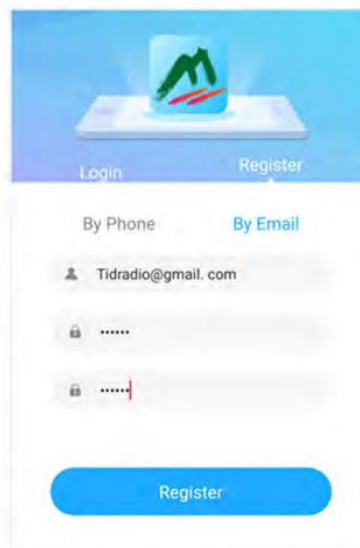 Login
Register
By Phone
By Email
Tidradio@gmail. com
••••••
••••••
Register